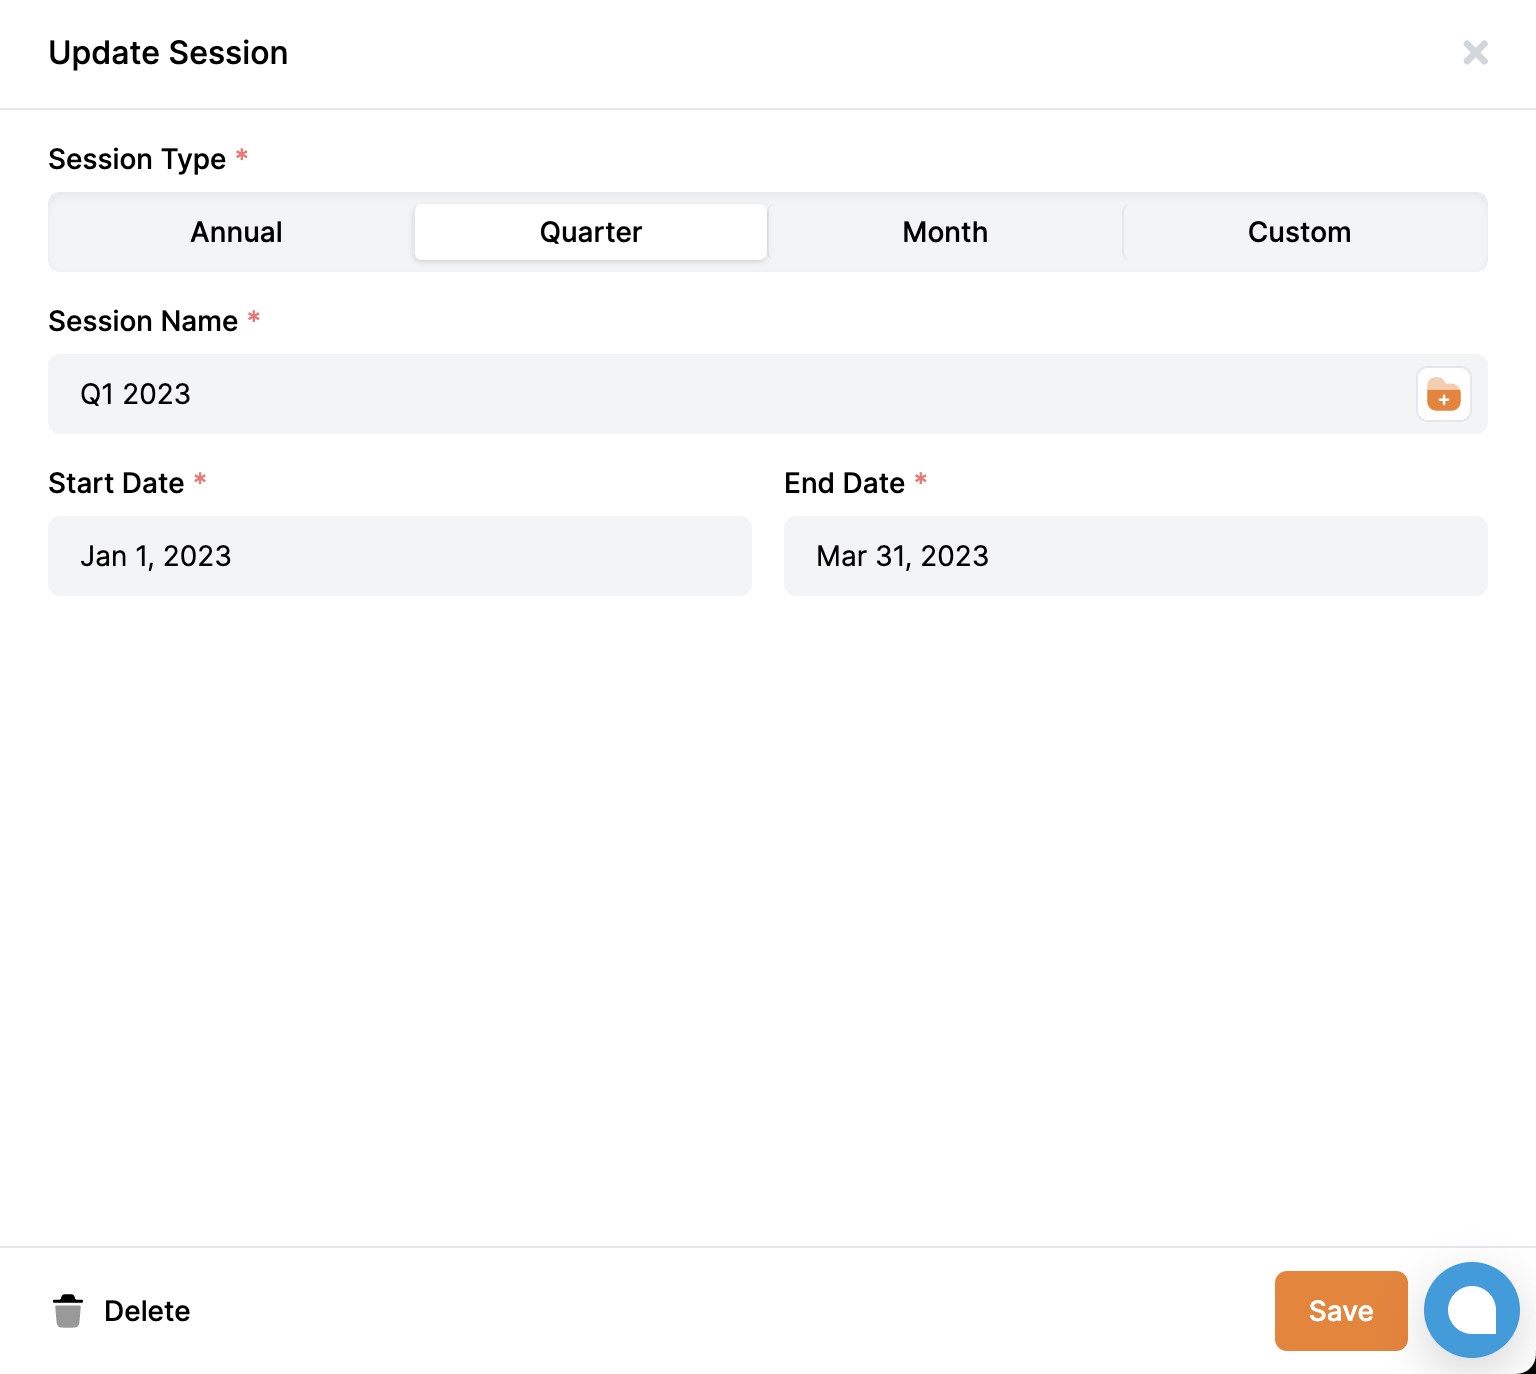 Update Session
Session Type *
Annual Quarter Month Custom
Session Name *
Q1 2023
Start Date * End Date *
Jan 1, 2023 Mar 31, 2023
Delete Save